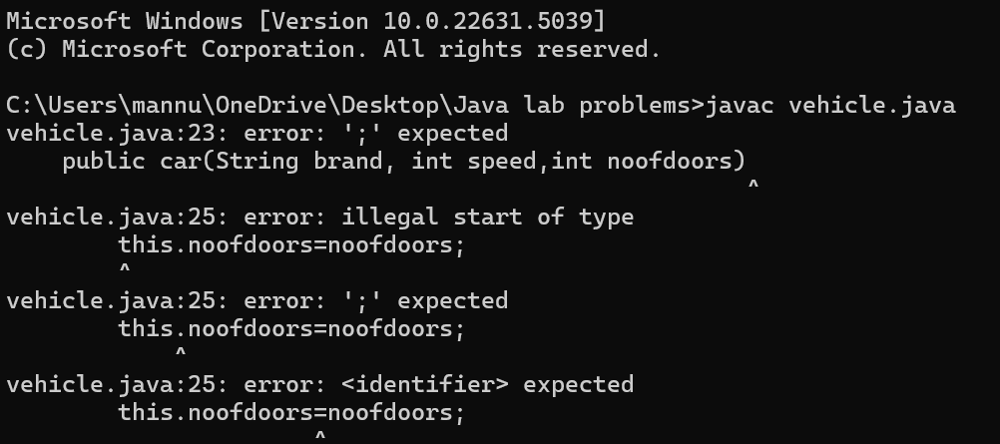 Microsoft Windows [Version 10.0.22631.5039]
(c) Microsoft Corporation. All rights reserved.

C:\Users\mannu\OneDrive\Desktop\Java lab problems>javac vehicle.java
vehicle.java:23: error: ';' expected
    public car(String brand, int speed,int noofdoors)
                                                     ^
vehicle.java:25: error: illegal start of type
        this.noofdoors=noofdoors;
        ^
vehicle.java:25: error: ';' expected
        this.noofdoors=noofdoors;
            ^
vehicle.java:25: error: <identifier> expected
        this.noofdoors=noofdoors;
                      ^